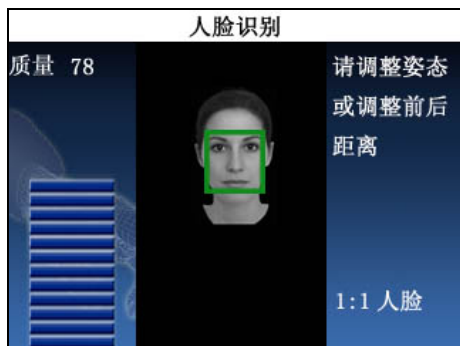 人脸识别
质量 78
请调整姿态
或调整前后
距离
1:1 人脸